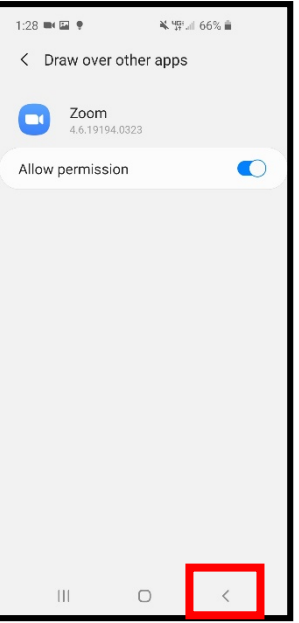 1:28 66%
Draw over other apps
Zoom
4.6.19194.0323
Allow permission